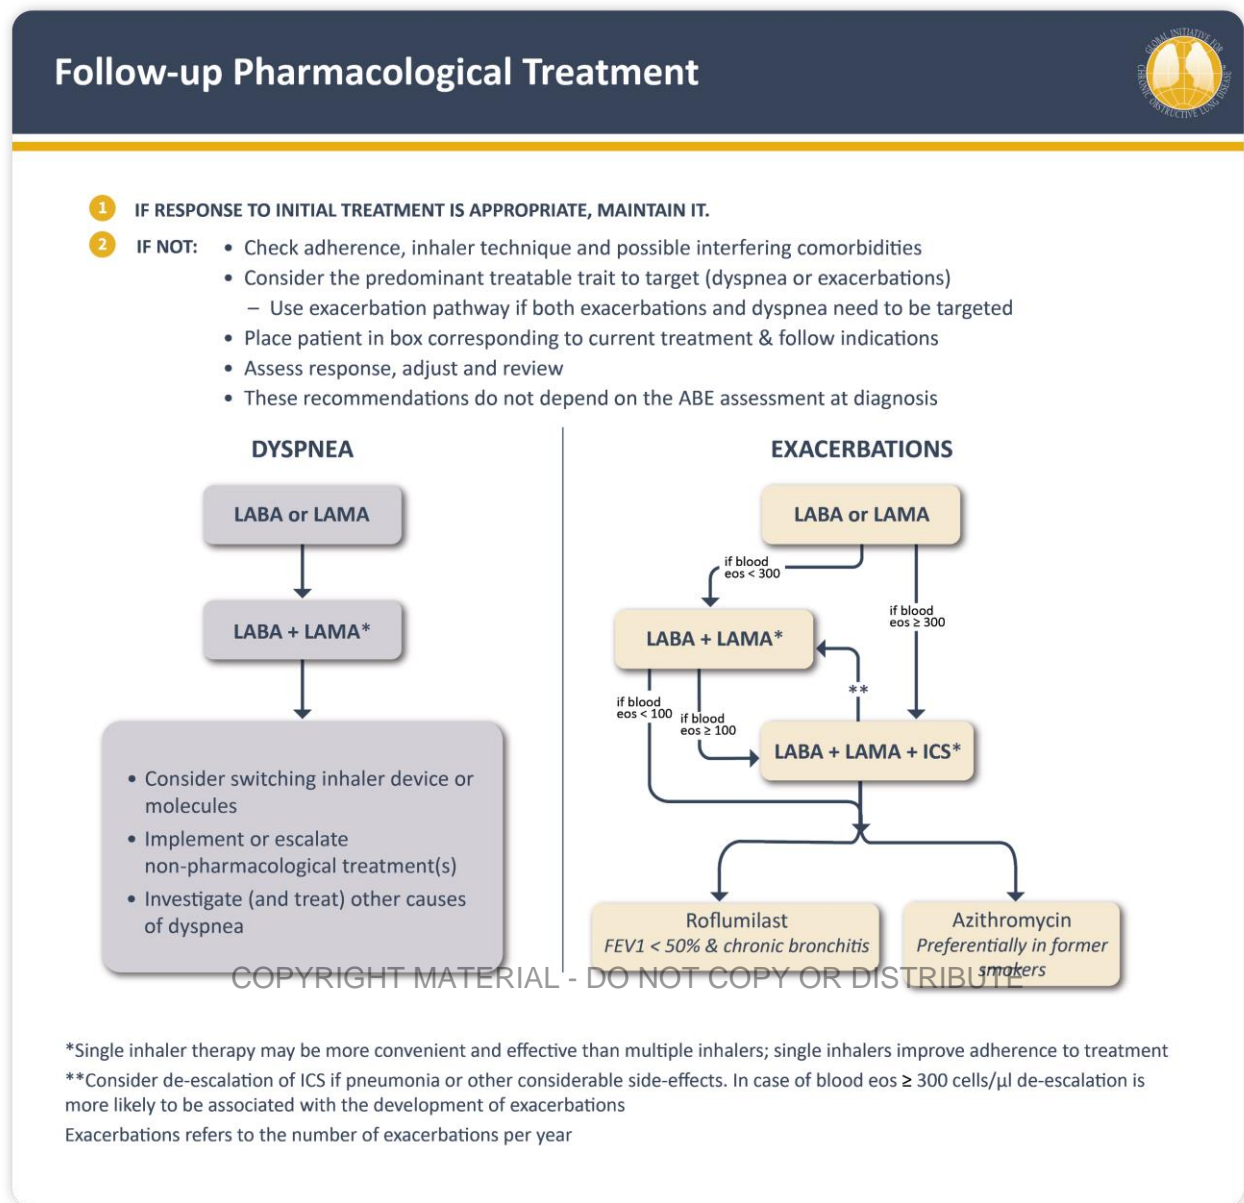 Follow-up Pharmacological Treatment
GLOBAL INITIATIVE FOR
CHRONIC OBSTRUCTIVE LUNG DISEASE
1 IF RESPONSE TO INITIAL TREATMENT IS APPROPRIATE, MAINTAIN IT.
2 IF NOT: • Check adherence, inhaler technique and possible interfering comorbidities
• Consider the predominant treatable trait to target (dyspnea or exacerbations)
– Use exacerbation pathway if both exacerbations and dyspnea need to be targeted
• Place patient in box corresponding to current treatment & follow indications
• Assess response, adjust and review
• These recommendations do not depend on the ABE assessment at diagnosis
DYSPNEA
LABA or LAMA
LABA + LAMA*
• Consider switching inhaler device or
molecules
• Implement or escalate
non-pharmacological treatment(s)
• Investigate (and treat) other causes
of dyspnea
EXACERBATIONS
LABA or LAMA
if blood
eos < 300
if blood
eos ≥ 300
LABA + LAMA*
**
if blood
eos < 100
if blood
eos ≥ 100
LABA + LAMA + ICS*
Roflumilast
FEV1 < 50% & chronic bronchitis
Azithromycin
Preferentially in former
smokers
COPYRIGHT MATERIAL - DO NOT COPY OR DISTRIBUTE
*Single inhaler therapy may be more convenient and effective than multiple inhalers; single inhalers improve adherence to treatment
**Consider de-escalation of ICS if pneumonia or other considerable side-effects. In case of blood eos ≥ 300 cells/µl de-escalation is
more likely to be associated with the development of exacerbations
Exacerbations refers to the number of exacerbations per year